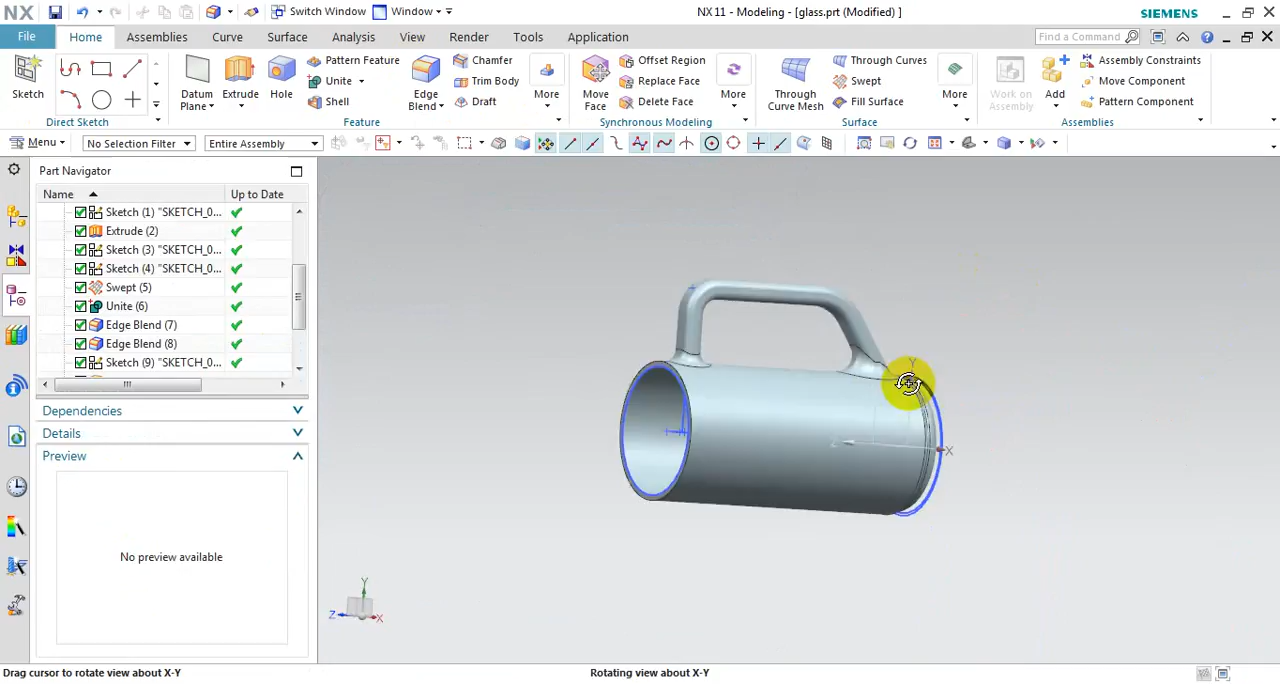 NX
Switch Window
Window
NX 11 - Modeling - [glass.prt (Modified) ]
SIEMENS
File
Home
Assemblies
Curve
Surface
Analysis
View
Render
Tools
Application
Find a Command
Sketch
Direct Sketch
Datum Plane
Extrude
Hole
Pattern Feature
Unite
Shell
Edge Blend
Chamfer
Trim Body
Draft
More
Feature
Move Face
Offset Region
Replace Face
Delete Face
More
Synchronous Modeling
Through Curve Mesh
Through Curves
Swept
Fill Surface
More
Surface
Work on Assembly
Add
Assembly Constraints
Move Component
Pattern Component
Assemblies
Menu
No Selection Filter
Entire Assembly
Part Navigator
Name
Up to Date
Sketch (1) "SKETCH_0...
Extrude (2)
Sketch (3) "SKETCH_0...
Sketch (4) "SKETCH_0...
Swept (5)
Unite (6)
Edge Blend (7)
Edge Blend (8)
Sketch (9) "SKETCH_0...
Dependencies
Details
Preview
No preview available
Y
X
Y
Z
X
Drag cursor to rotate view about X-Y
Rotating view about X-Y